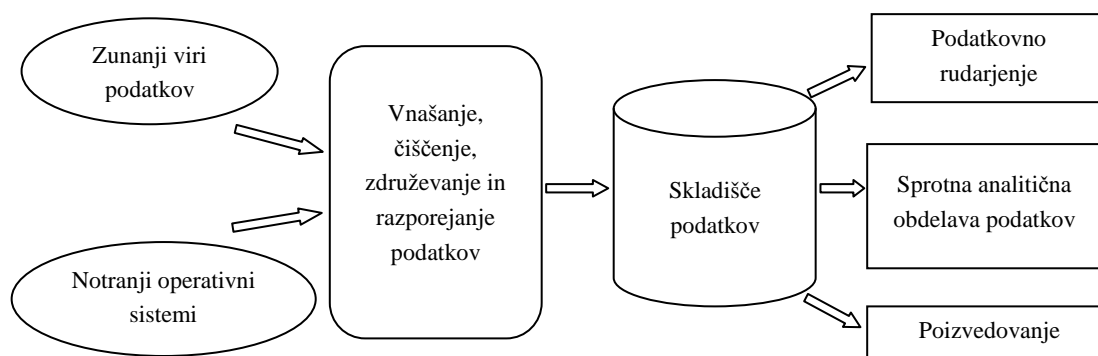 Zunanji viri
podatkov
Notranji operativni
sistemi
Vnašanje,
čiščenje,
združevanje in
razporejanje
podatkov
Skladišče
podatkov
Podatkovno
rudarjenje
Sprotna analitična
obdelava podatkov
Poizvedovanje